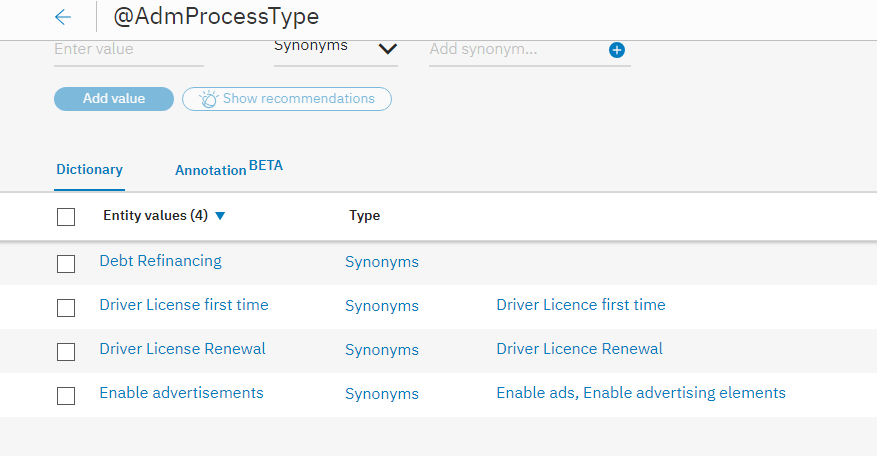 @AdmProcessType
Enter value Synonyms Add synonym...
Add value Show recommendations
Dictionary Annotation BETA
Entity values (4) Type
Debt Refinancing Synonyms
Driver License first time Synonyms Driver Licence first time
Driver License Renewal Synonyms Driver Licence Renewal
Enable advertisements Synonyms Enable ads, Enable advertising elements